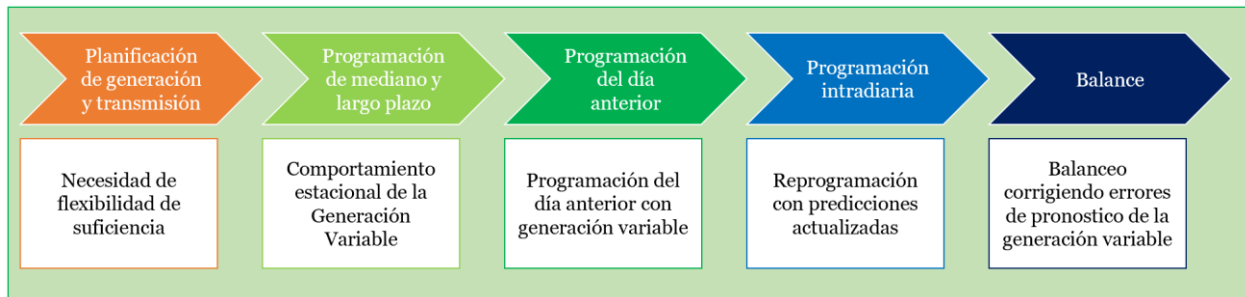 Planificación
de generación
y transmisión
Programación
de mediano y
largo plazo
Programación
del día
anterior
Programación
intradiaria
Balance
Necesidad de
flexibilidad de
suficiencia
Comportamiento
estacional de la
Generación
Variable
Programación del
día anterior con
generación variable
Reprogramación
con predicciones
actualizadas
Balanceo
corrigiendo errores
de pronostico de la
generación variable